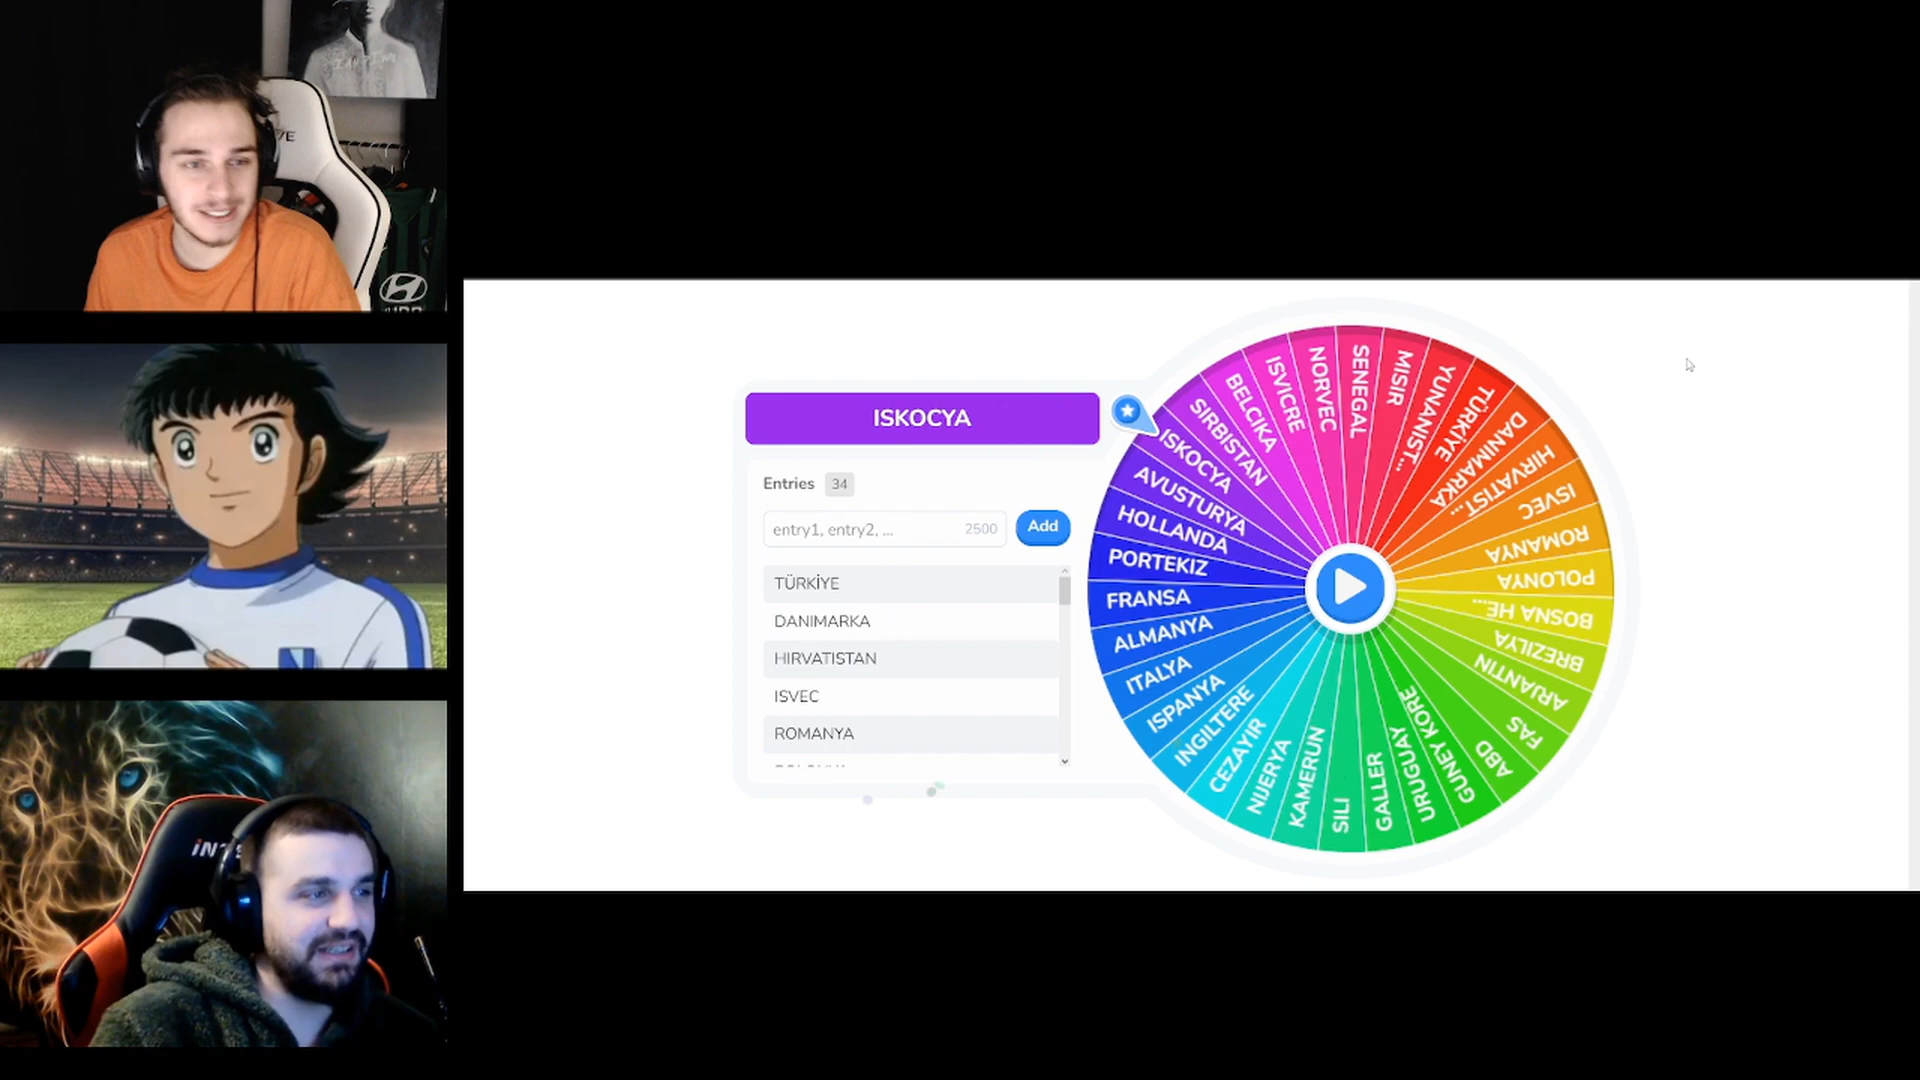 ISKOCYA
Entries 34
entry1, entry2, ...
2500
Add
TÜRKİYE
DANIMARKA
HIRVATISTAN
ISVEC
ROMANYA
SENEGAL
MISIR
YUNANIST...
TÜRKİYE
DANIMARKA
HIRVATIST...
ISVEC
ROMANYA
POLONYA
BOSNA HE...
BREZILYA
ARJANTIN
FAS
ABD
GUNEY KORE
URUGUAY
GALLER
SILI
KAMERUN
NIJERYA
CEZAYIR
INGILTERE
ISPANYA
ITALYA
ALMANYA
FRANSA
PORTEKIZ
HOLLANDA
AVUSTURYA
ISKOCYA
SIRBISTAN
BELCIKA
ISVICRE
NORVEC